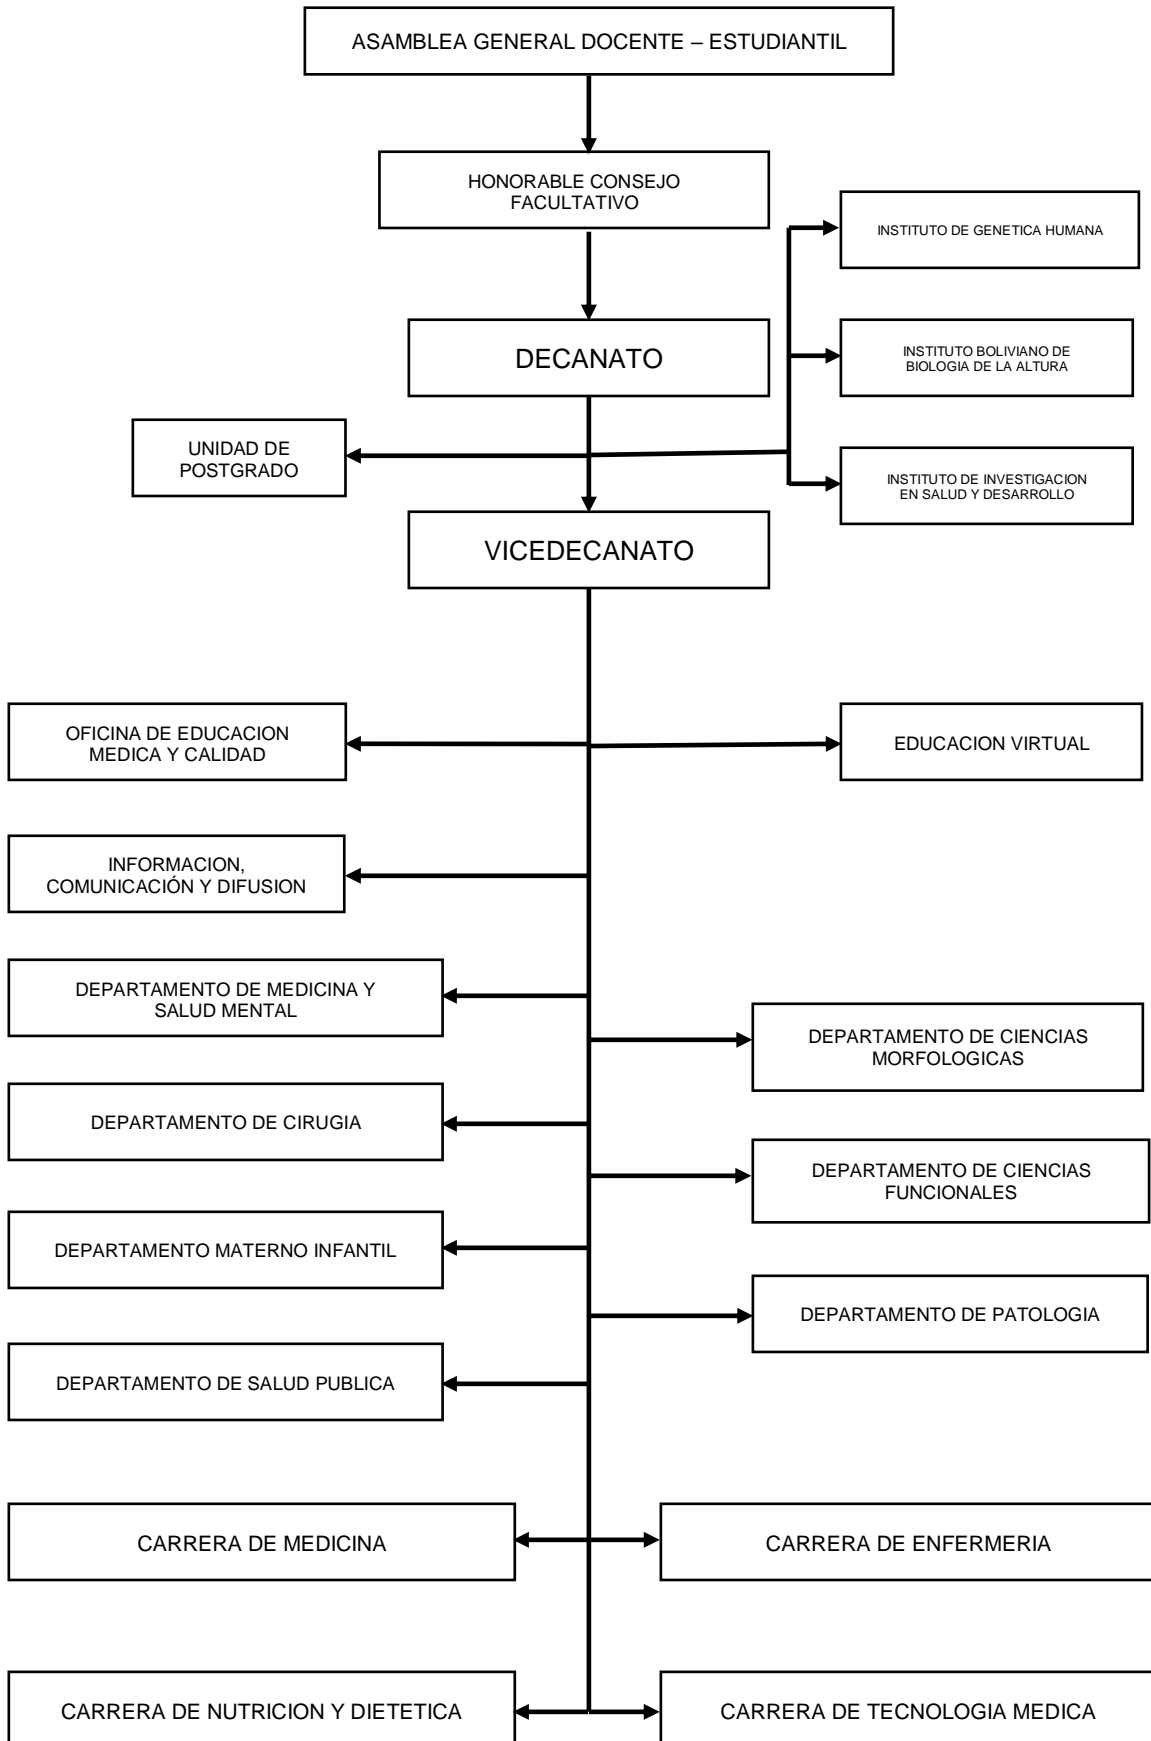 ASAMBLEA GENERAL DOCENTE – ESTUDIANTIL
HONORABLE CONSEJO
FACULTATIVO
INSTITUTO DE GENETICA HUMANA
DECANATO
INSTITUTO BOLIVIANO DE
BIOLOGIA DE LA ALTURA
UNIDAD DE
POSTGRADO
INSTITUTO DE INVESTIGACION
EN SALUD Y DESARROLLO
VICEDECANATO
OFICINA DE EDUCACION
MEDICA Y CALIDAD
EDUCACION VIRTUAL
INFORMACION,
COMUNICACIÓN Y DIFUSION
DEPARTAMENTO DE MEDICINA Y
SALUD MENTAL
DEPARTAMENTO DE CIENCIAS
MORFOLOGICAS
DEPARTAMENTO DE CIRUGIA
DEPARTAMENTO DE CIENCIAS
FUNCIONALES
DEPARTAMENTO MATERNO INFANTIL
DEPARTAMENTO DE PATOLOGIA
DEPARTAMENTO DE SALUD PUBLICA
CARRERA DE MEDICINA
CARRERA DE ENFERMERIA
CARRERA DE NUTRICION Y DIETETICA
CARRERA DE TECNOLOGIA MEDICA